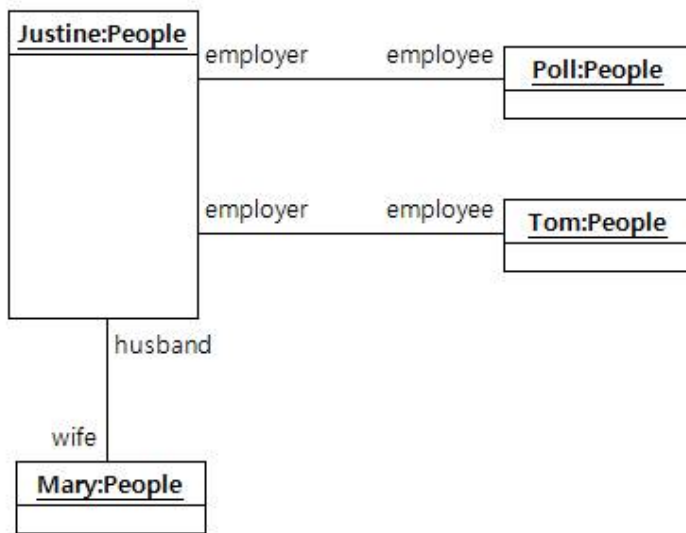 Justine:People
employer employee
Poll:People
employer employee
Tom:People
husband
wife
Mary:People